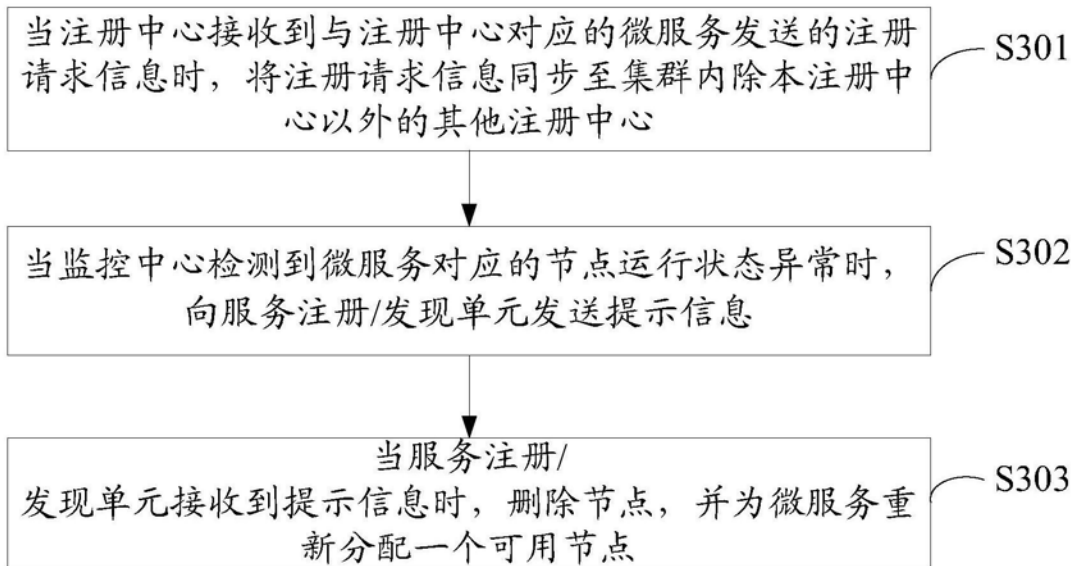 当注册中心接收到与注册中心对应的微服务发送的注册
请求信息时，将注册请求信息同步至集群内除本注册中
心以外的其他注册中心
S301
当监控中心检测到微服务对应的节点运行状态异常时，
向服务注册/发现单元发送提示信息
S302
当服务注册/
发现单元接收到提示信息时，删除节点，并为微服务重
新分配一个可用节点
S303